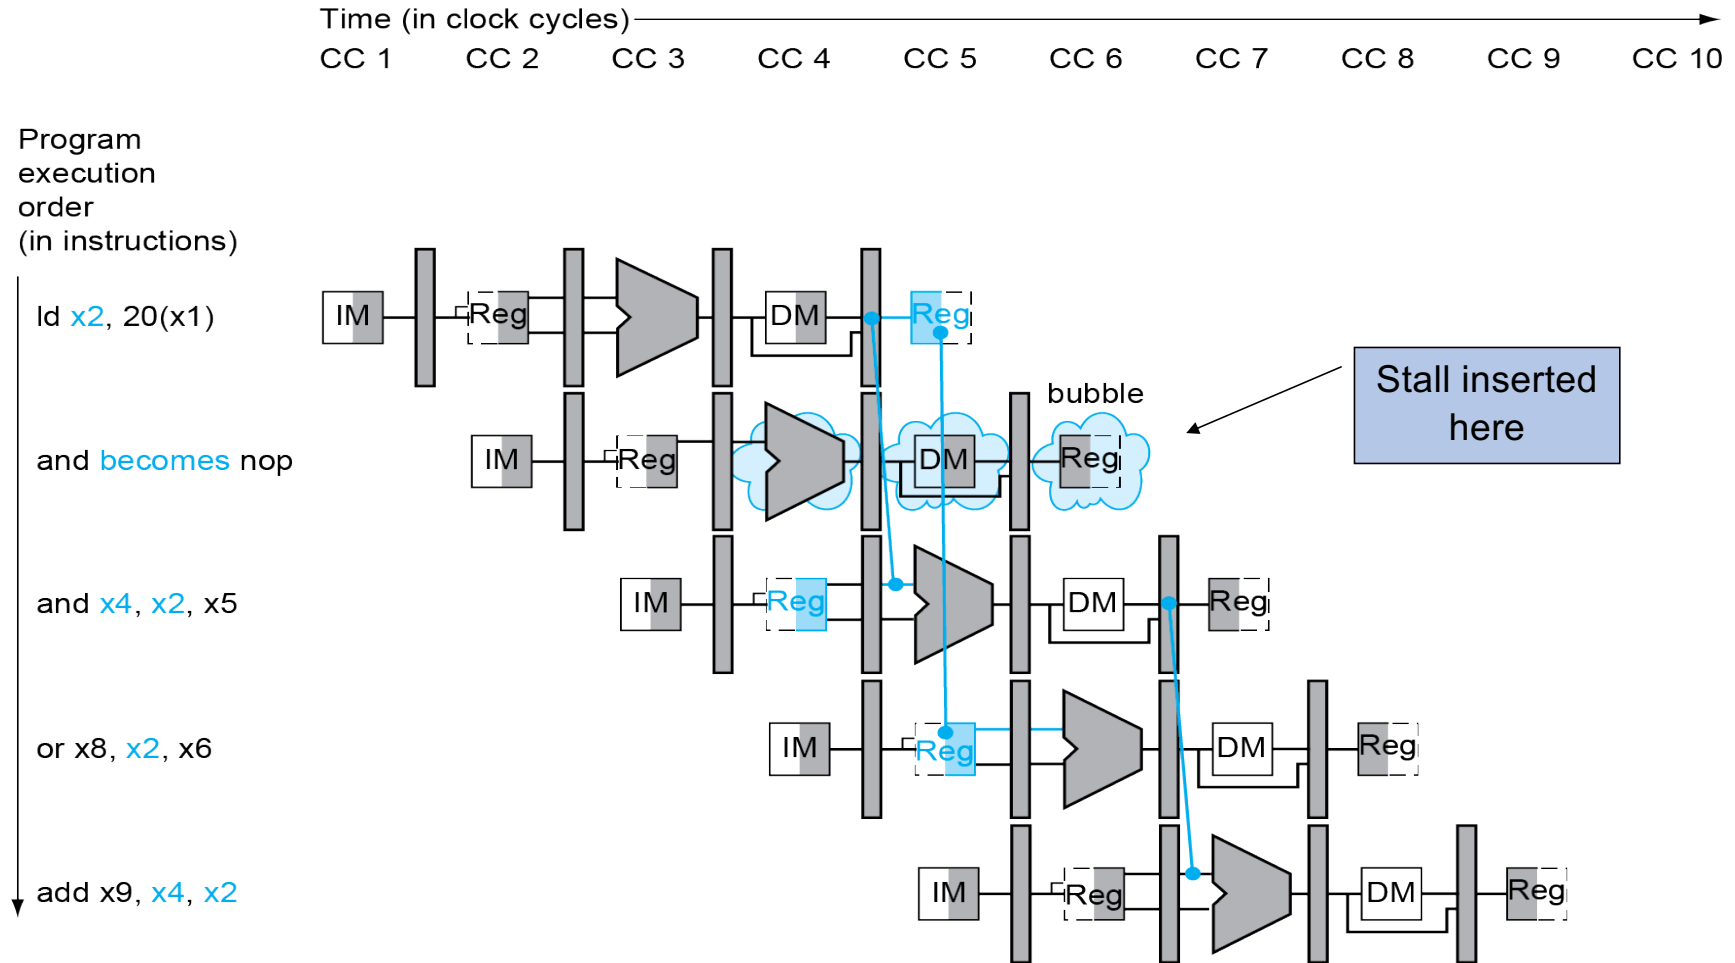 Time (in clock cycles)
CC 1 CC 2 CC 3 CC 4 CC 5 CC 6 CC 7 CC 8 CC 9 CC 10
Program
execution
order
(in instructions)
ld x2, 20(x1)
IM Reg DM Reg
bubble
Stall inserted
here
and becomes nop
IM Reg DM Reg
and x4, x2, x5
IM Reg DM Reg
or x8, x2, x6
IM Reg DM Reg
add x9, x4, x2
IM Reg DM Reg